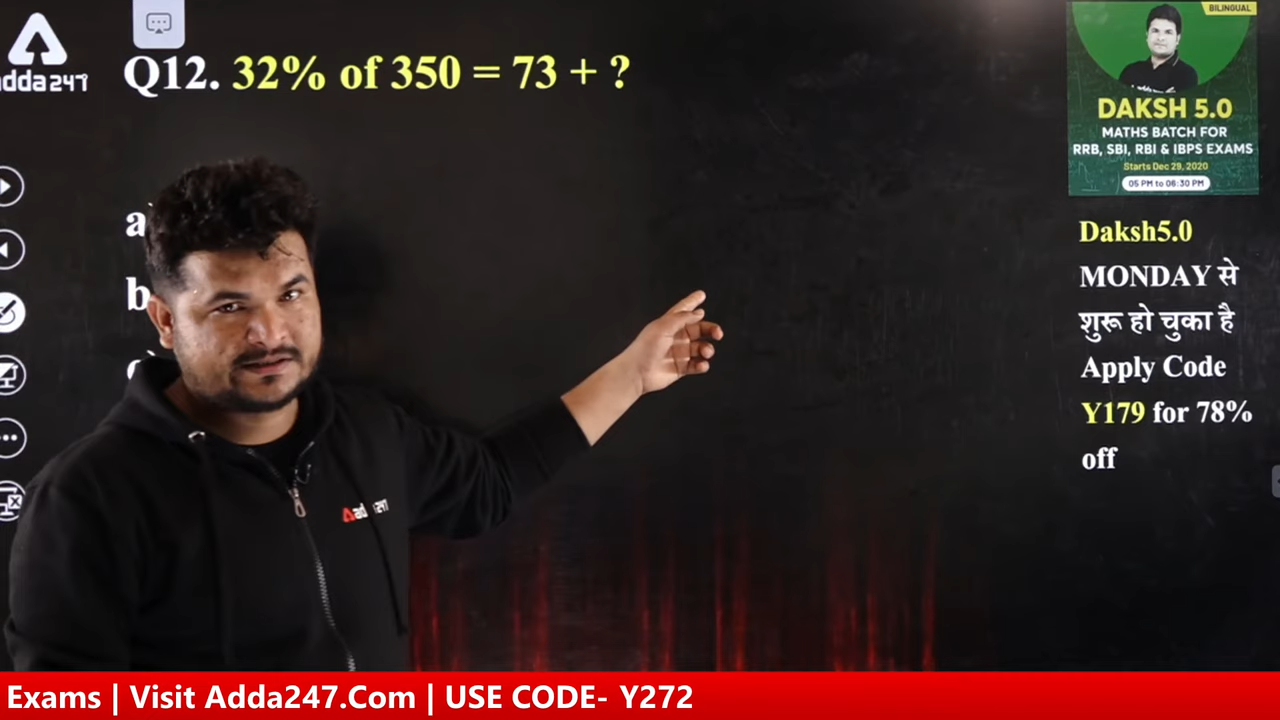 adda247
Q12. 32% of 350 = 73 + ?
a
b
BILINGUAL
DAKSH 5.0
MATHS BATCH FOR
RRB, SBI, RBI & IBPS EXAMS
Starts Dec 29, 2020
05 PM to 06:30 PM
Daksh5.0
MONDAY से
शुरू हो चुका है
Apply Code
Y179 for 78%
off
Exams | Visit Adda247.Com | USE CODE- Y272